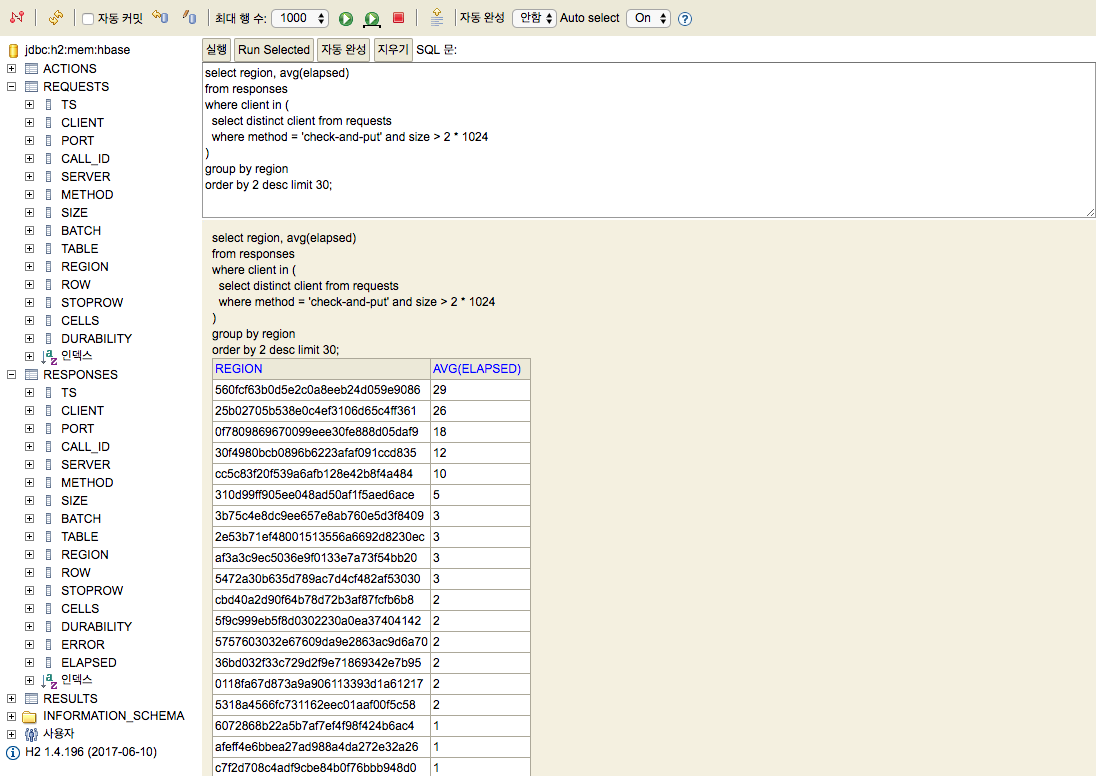 자동 커밋 최대 행 수: 1000 자동 완성 안함 Auto select On ?
jdbc:h2:mem:hbase
ACTIONS
REQUESTS
TS
CLIENT
PORT
CALL_ID
SERVER
METHOD
SIZE
BATCH
TABLE
REGION
ROW
STOPROW
CELLS
DURABILITY
인덱스
RESPONSES
TS
CLIENT
PORT
CALL_ID
SERVER
METHOD
SIZE
BATCH
TABLE
REGION
ROW
STOPROW
CELLS
DURABILITY
ERROR
ELAPSED
인덱스
RESULTS
INFORMATION_SCHEMA
사용자
H2 1.4.196 (2017-06-10)
실행 Run Selected 자동 완성 지우기 SQL 문:
select region, avg(elapsed)
from responses
where client in (
select distinct client from requests
where method = 'check-and-put' and size > 2 * 1024
)
group by region
order by 2 desc limit 30;
select region, avg(elapsed)
from responses
where client in (
select distinct client from requests
where method = 'check-and-put' and size > 2 * 1024
)
group by region
order by 2 desc limit 30;
REGION AVG(ELAPSED)
560fcf63b0d5e2c0a8eeb24d059e9086 29
25b02705b538e0c4ef3106d65c4ff361 26
0f7809869670099eee30fe888d05daf9 18
30f4980bcb0896b6223afaf091ccd835 12
cc5c83f20f539a6afb128e42b8f4a484 10
310d99ff905ee048ad50af1f5aed6ace 5
3b75c4e8dc9ee657e8ab760e5d3f8409 3
2e53b71ef48001513556a6692d8230ec 3
af3a3c9ec5036e9f0133e7a73f54bb20 3
5472a30b635d789ac7d4cf482af53030 3
cbd40a2d90f64b78d72b3af87fcfb6b8 2
5f9c999eb5f8d0302230a0ea37404142 2
5757603032e67609da9e2863ac9d6a70 2
36bd032f33c729d2f9e71869342e7b95 2
0118fa67d873a9a906113393d1a61217 2
5318a4566fc731162eec01aaf00f5c58 2
6072868b22a5b7af7ef4f98f424b6ac4 1
afeff4e6bbea27ad988a4da272e32a26 1
c7f2d708c4adf9cbe84b0f76bbb948d0 1